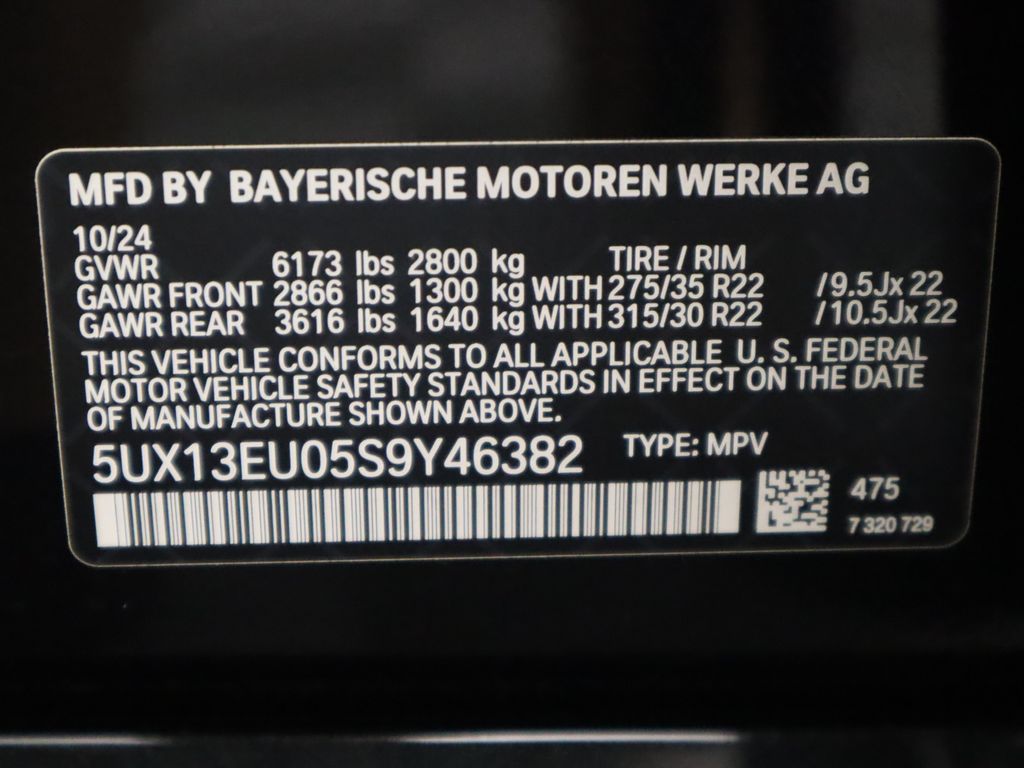 MFD BY BAYERISCHE MOTOREN WERKE AG
10/24
GVWR 6173 lbs 2800 kg TIRE / RIM
GAWR FRONT 2866 lbs 1300 kg WITH 275/35 R22 /9.5Jx 22
GAWR REAR 3616 lbs 1640 kg WITH 315/30 R22 /10.5Jx 22
THIS VEHICLE CONFORMS TO ALL APPLICABLE U. S. FEDERAL
MOTOR VEHICLE SAFETY STANDARDS IN EFFECT ON THE DATE
OF MANUFACTURE SHOWN ABOVE.
5UX13EU05S9Y46382 TYPE: MPV
475
7 320 729